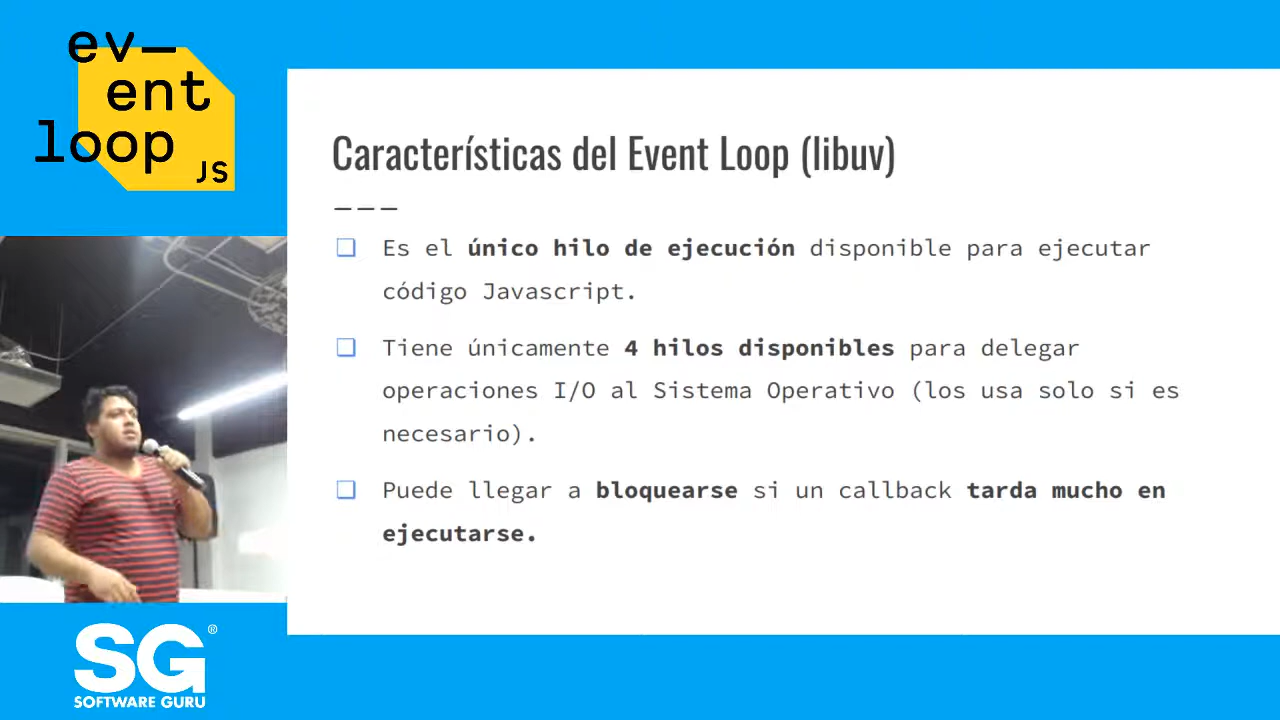 ev—
ent
loop
JS
Características del Event Loop (libuv)
Es el único hilo de ejecución disponible para ejecutar
código Javascript.
Tiene únicamente 4 hilos disponibles para delegar
operaciones I/O al Sistema Operativo (los usa solo si es
necesario).
Puede llegar a bloquearse si un callback tarda mucho en
ejecutarse.
SG®
SOFTWARE GURU